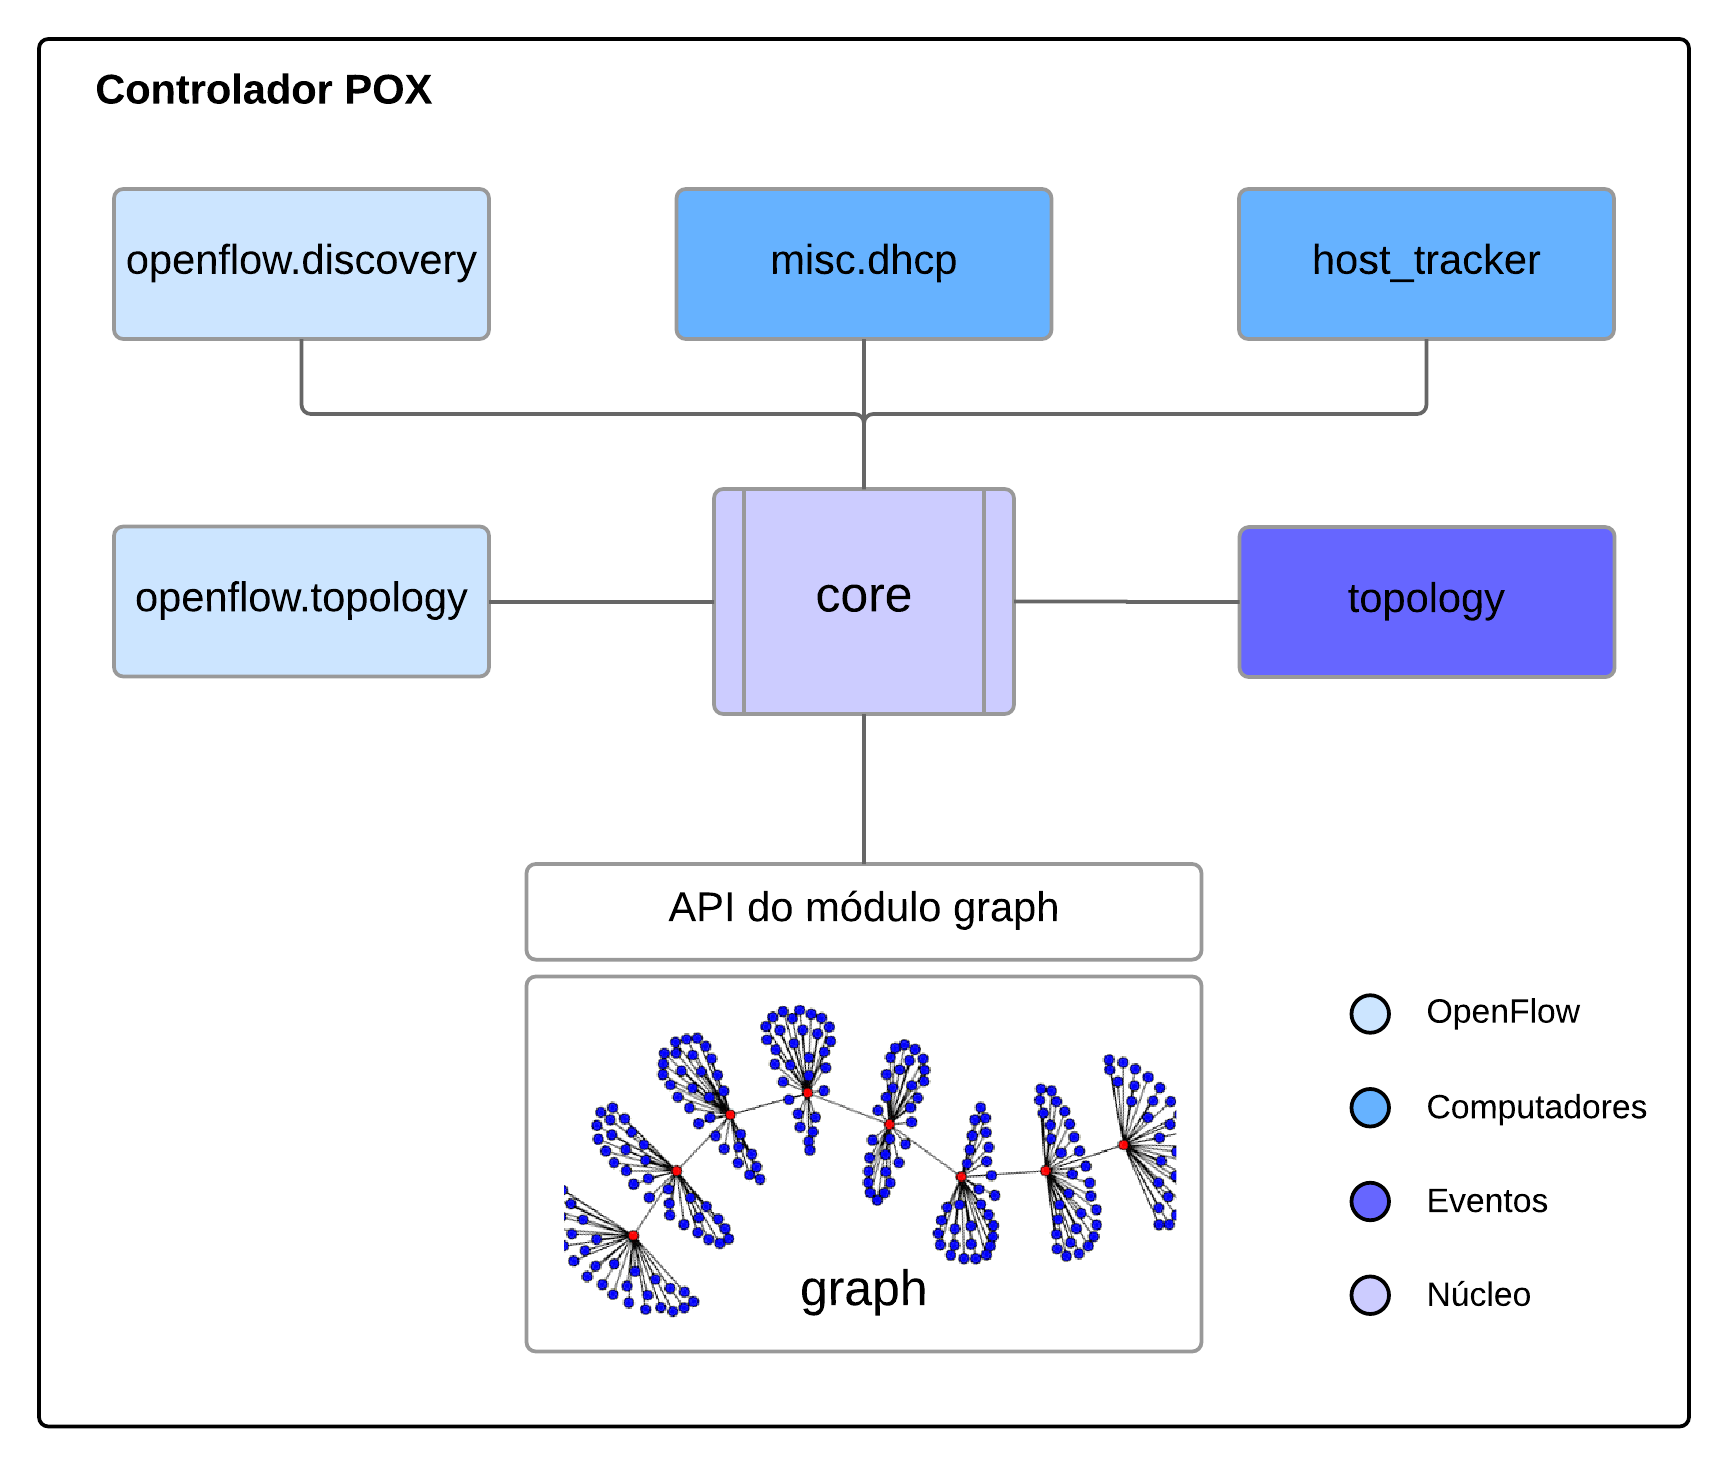 Controlador POX
openflow.discovery
misc.dhcp
host_tracker
openflow.topology
core
topology
API do módulo graph
graph
OpenFlow
Computadores
Eventos
Núcleo